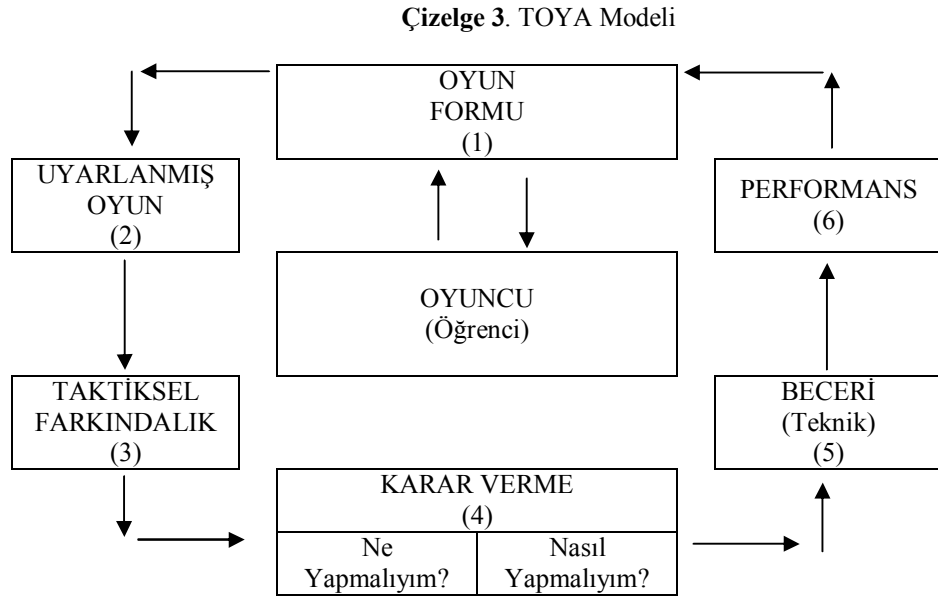 Çizelge 3. TOYA Modeli
OYUN
FORMU
(1)
UYARLANMIŞ
OYUN
(2)
PERFORMANS
(6)
OYUNCU
(Öğrenci)
TAKTİKSEL
FARKINDALIK
(3)
BECERİ
(Teknik)
(5)
KARAR VERME
(4)
Ne
Yapmalıyım?
Nasıl
Yapmalıyım?